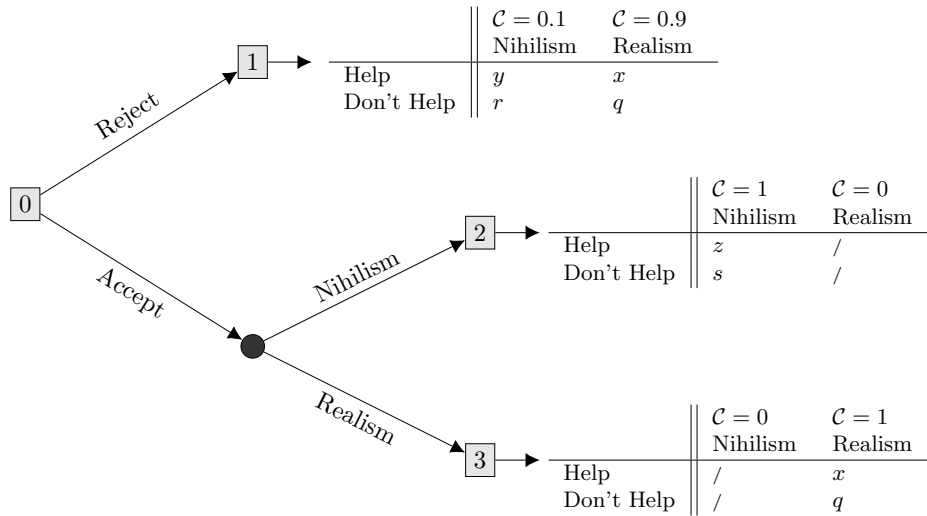 C = 0.1 C = 0.9
1 Nihilism Realism
Help y x
Don't Help r q
Reject
0
C = 1 C = 0
2 Nihilism Realism
Help z /
Don't Help s /
Accept
Nihilism
Realism
C = 0 C = 1
3 Nihilism Realism
Help / x
Don't Help / q